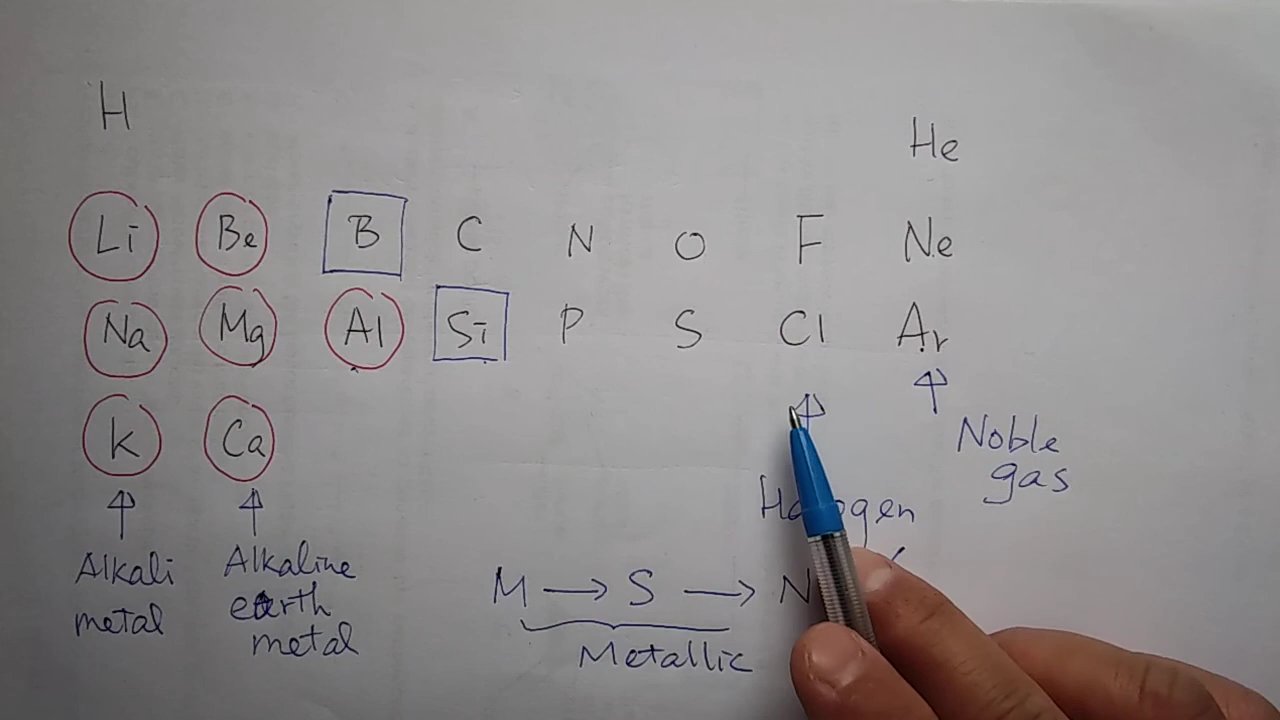 H
He
Li Be B C N O F Ne
Na Mg Al Si P S Cl Ar
K Ca
Noble
gas
Alkali
metal
Alkaline
earth
metal
M → S → N
Metallic